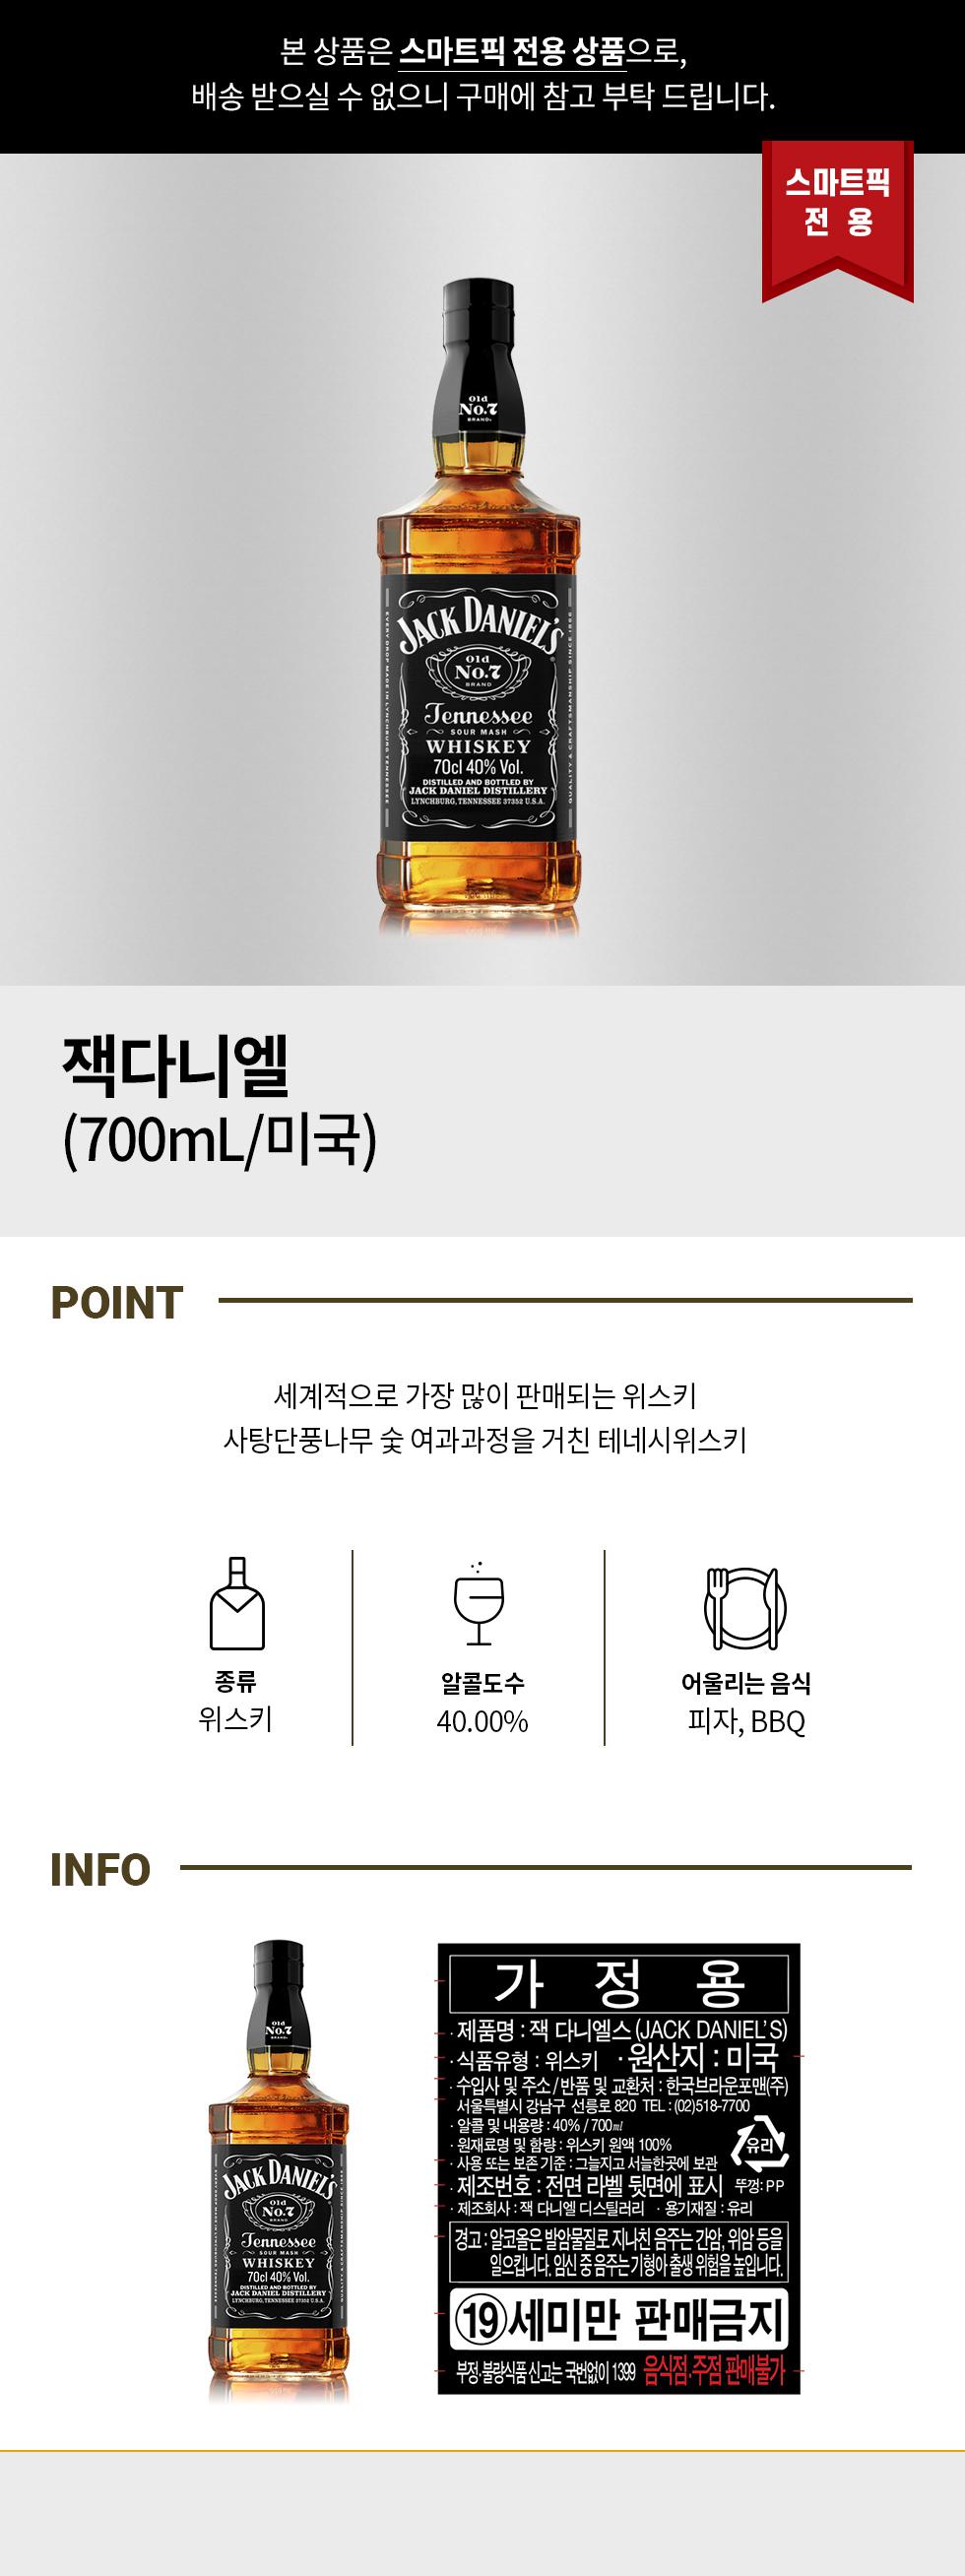 본 상품은 스마트픽 전용 상품으로,
배송 받으실 수 없으니 구매에 참고 부탁 드립니다.
스마트픽
전 용
Old
No.7
BRAND
JACK DANIEL'S
Old
No.7
BRAND
Tennessee
SOUR MASH
WHISKEY
70cl 40% Vol.
DISTILLED AND BOTTLED BY
JACK DANIEL DISTILLERY
LYNCHBURG, TENNESSEE 37352 U.S.A.
EVERY DROP MADE IN LYNCHBURG TENNESSEE
QUALITY & CRAFTSMANSHIP SINCE 1866
잭다니엘
(700mL/미국)
POINT
세계적으로 가장 많이 판매되는 위스키
사탕단풍나무 숯 여과과정을 거친 테네시위스키
종류
위스키
알콜도수
40.00%
어울리는 음식
피자, BBQ
INFO
Old
No.7
JACK DANIEL'S
Old
No.7
BRAND
Tennessee
SOUR MASH
WHISKEY
70cl 40% Vol.
DISTILLED AND BOTTLED BY
JACK DANIEL DISTILLERY
LYNCHBURG, TENNESSEE 37352 U.S.A.
가 정 용
· 제품명 : 잭 다니엘스 (JACK DANIEL'S)
· 식품유형 : 위스키 · 원산지 : 미국
· 수입사 및 주소 / 반품 및 교환처 : 한국브라운포맨(주)
서울특별시 강남구 선릉로 820 TEL : (02)518-7700
· 알콜 및 내용량 : 40% / 700㎖
· 원재료명 및 함량 : 위스키 원액 100%
· 사용 또는 보존 기준 : 그늘지고 서늘한곳에 보관
유리
· 제조번호 : 전면 라벨 뒷면에 표시 뚜껑: PP
· 제조회사 : 잭 다니엘 디스틸러리 · 용기재질 : 유리
경고 : 알코올은 발암물질로 지나친 음주는 간암, 위암 등을
일으킵니다. 임신 중 음주는 기형아 출생 위험을 높입니다.
19세미만 판매금지
부정·불량식품 신고는 국번없이 1399 음식점·주점 판매불가